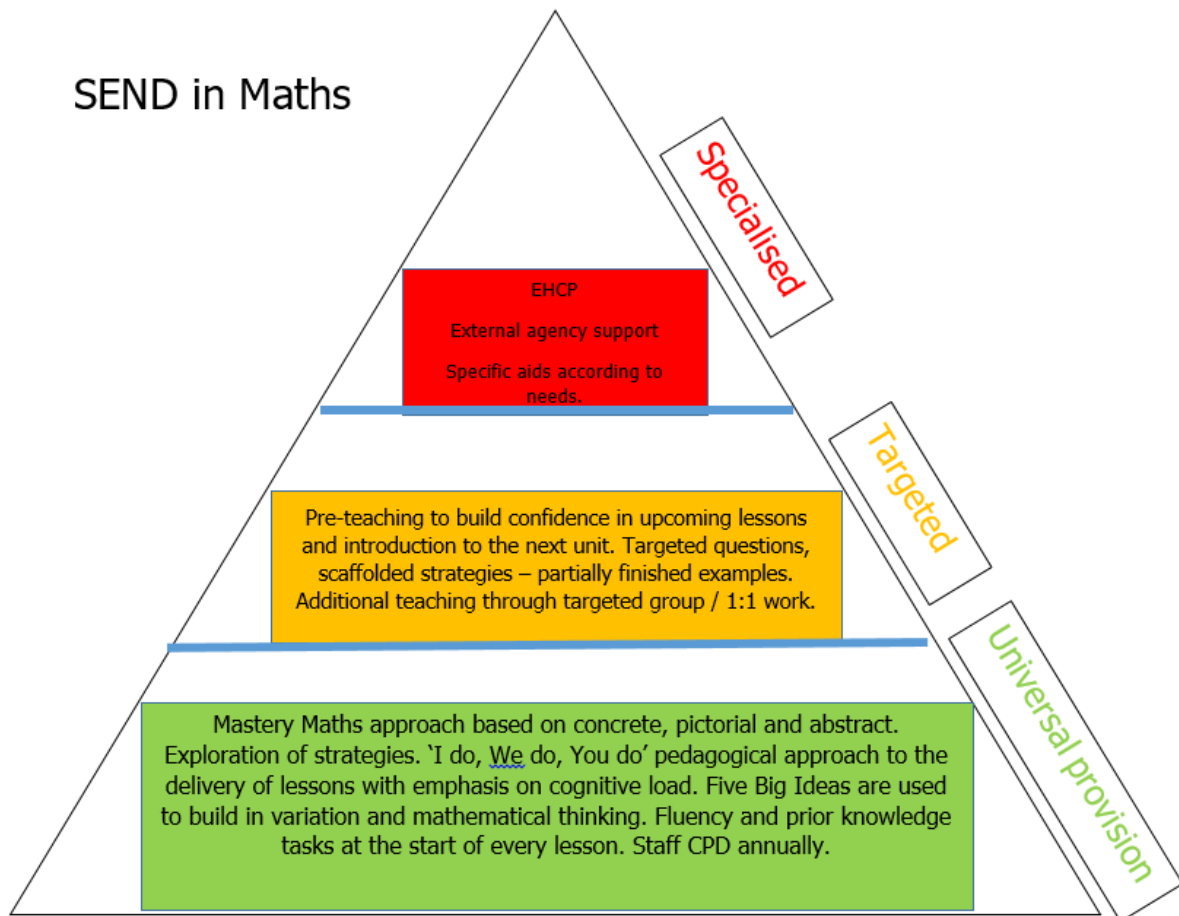 SEND in Maths
Specialised
EHCP
External agency support
Specific aids according to
needs.
Targeted
Pre-teaching to build confidence in upcoming lessons
and introduction to the next unit. Targeted questions,
scaffolded strategies – partially finished examples.
Additional teaching through targeted group / 1:1 work.
Universal provision
Mastery Maths approach based on concrete, pictorial and abstract.
Exploration of strategies. ‘I do, We do, You do’ pedagogical approach to the
delivery of lessons with emphasis on cognitive load. Five Big Ideas are used
to build in variation and mathematical thinking. Fluency and prior knowledge
tasks at the start of every lesson. Staff CPD annually.